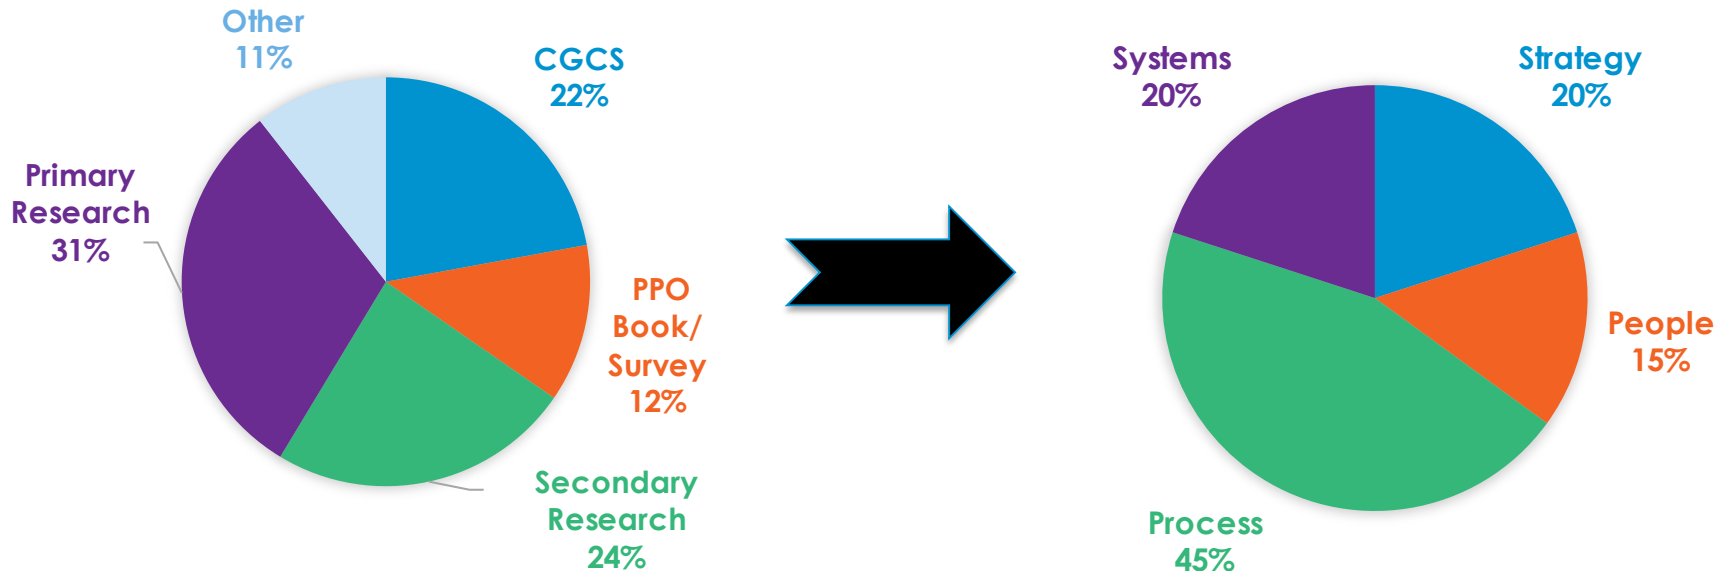 Other
11%
CGCS
22%
Primary
Research
31%
PPO
Book/
Survey
12%
Secondary
Research
24%
Systems
20%
Strategy
20%
People
15%
Process
45%